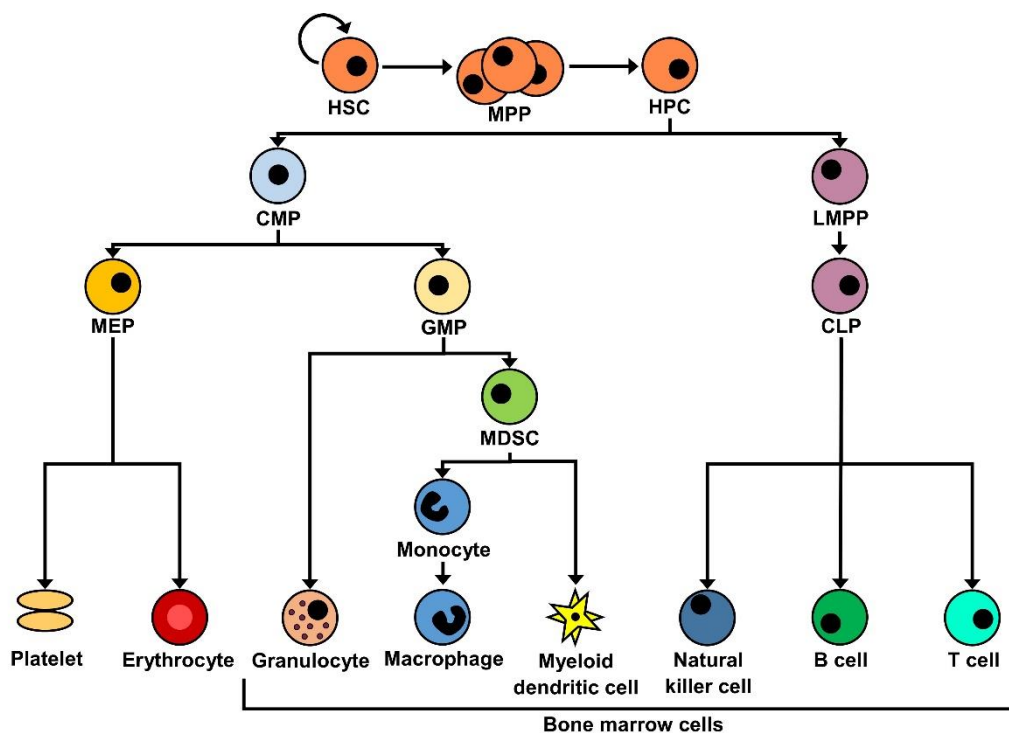 HSC
MPP
HPC
CMP
LMPP
MEP
GMP
CLP
MDSC
Monocyte
Platelet
Erythrocyte
Granulocyte
Macrophage
Myeloid
dendritic cell
Natural
killer cell
B cell
T cell
Bone marrow cells